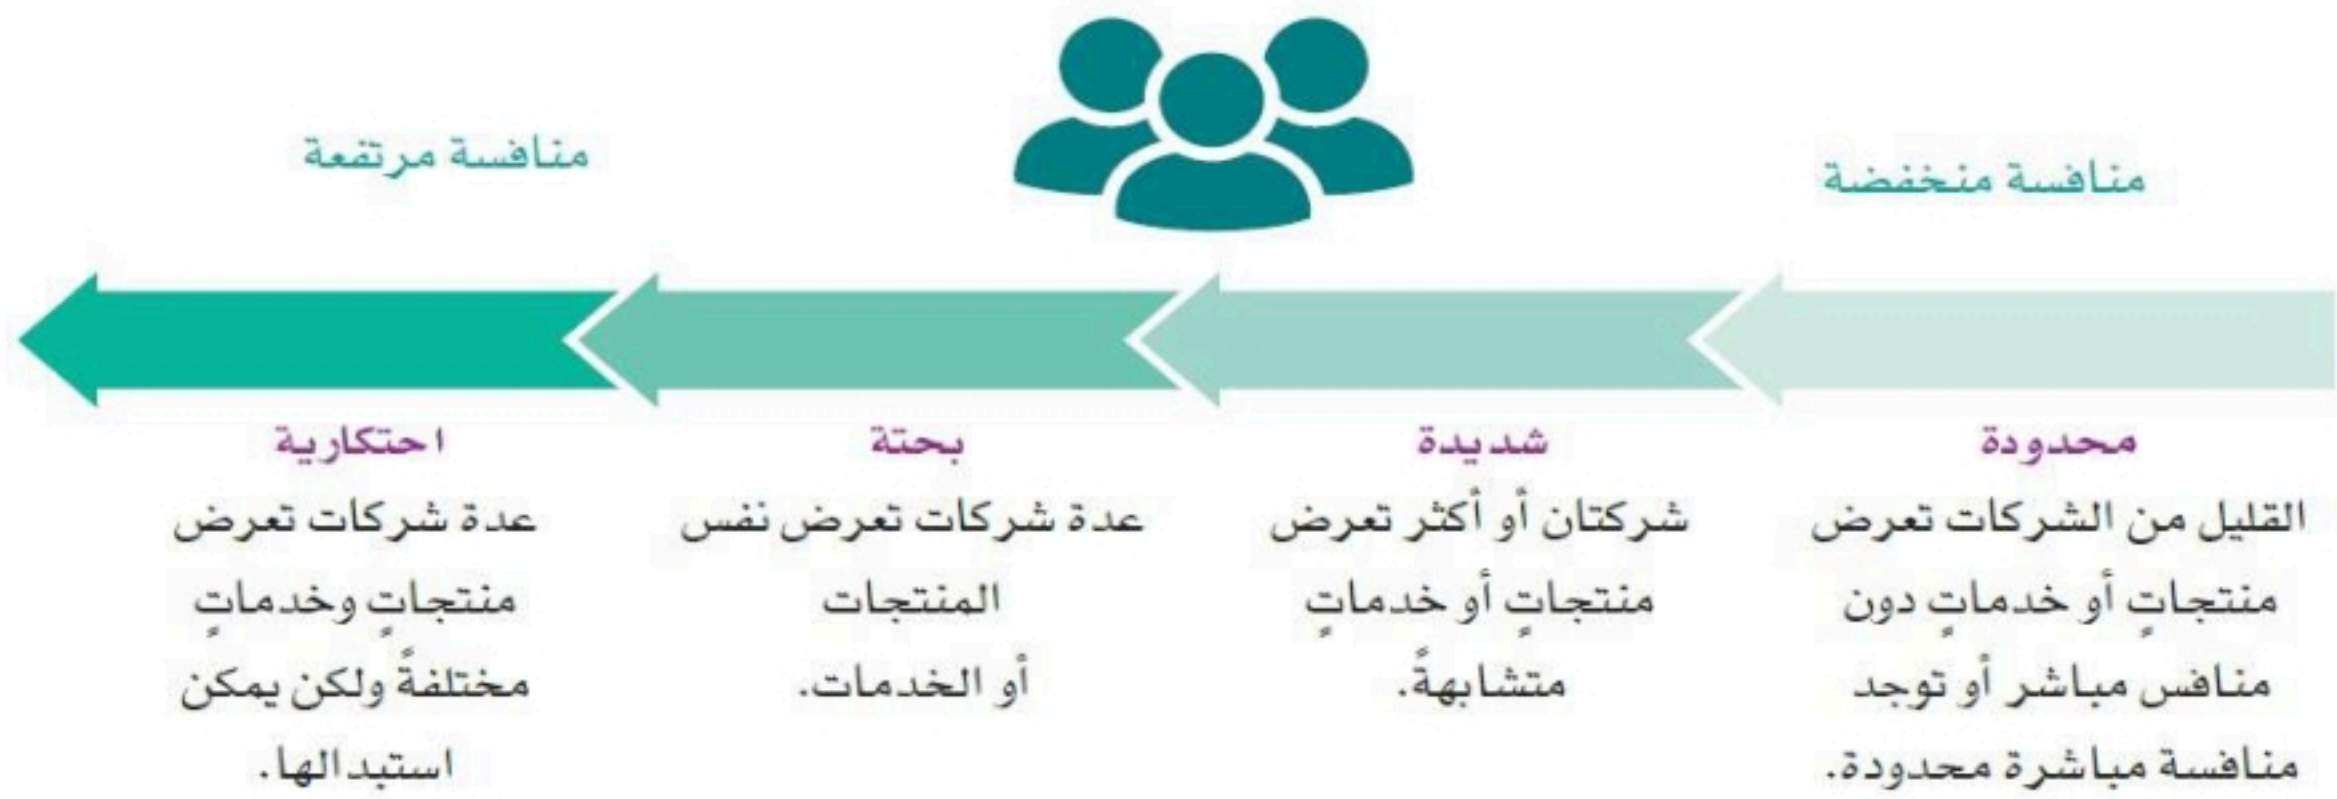 منافسة منخفضة
منافسة مرتفعة
محدودة
القليل من الشركات تعرض
منتجاتٍ أو خدماتٍ دون
منافس مباشر أو توجد
منافسة مباشرة محدودة.
شديدة
شركتان أو أكثر تعرض
منتجاتٍ أو خدماتٍ
متشابهةً.
بحتة
عدة شركات تعرض نفس
المنتجات
أو الخدمات.
احتكارية
عدة شركات تعرض
منتجاتٍ وخدماتٍ
مختلفةً ولكن يمكن
استبدالها.